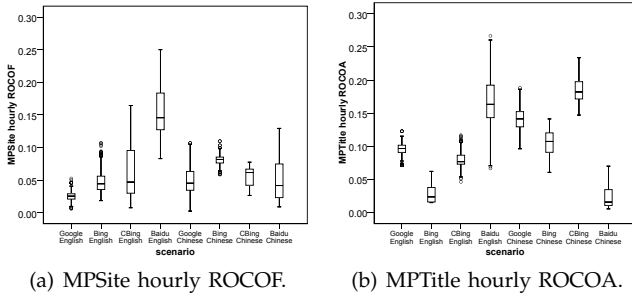 0.30
0.25
0.20
0.15
0.10
0.05
0.00
MPSite hourly ROCOF
Google English
Bing English
CBing English
Baidu English
Google Chinese
Bing Chinese
CBing Chinese
Baidu Chinese
scenario
(a) MPSite hourly ROCOF.
0.30
0.20
0.15
0.10
0.05
0.00
MPTitle hourly ROCOA
Google English
Bing English
CBing English
Baidu English
Google Chinese
Bing Chinese
CBing Chinese
Baidu Chinese
scenario
(b) MPTitle hourly ROCOA.